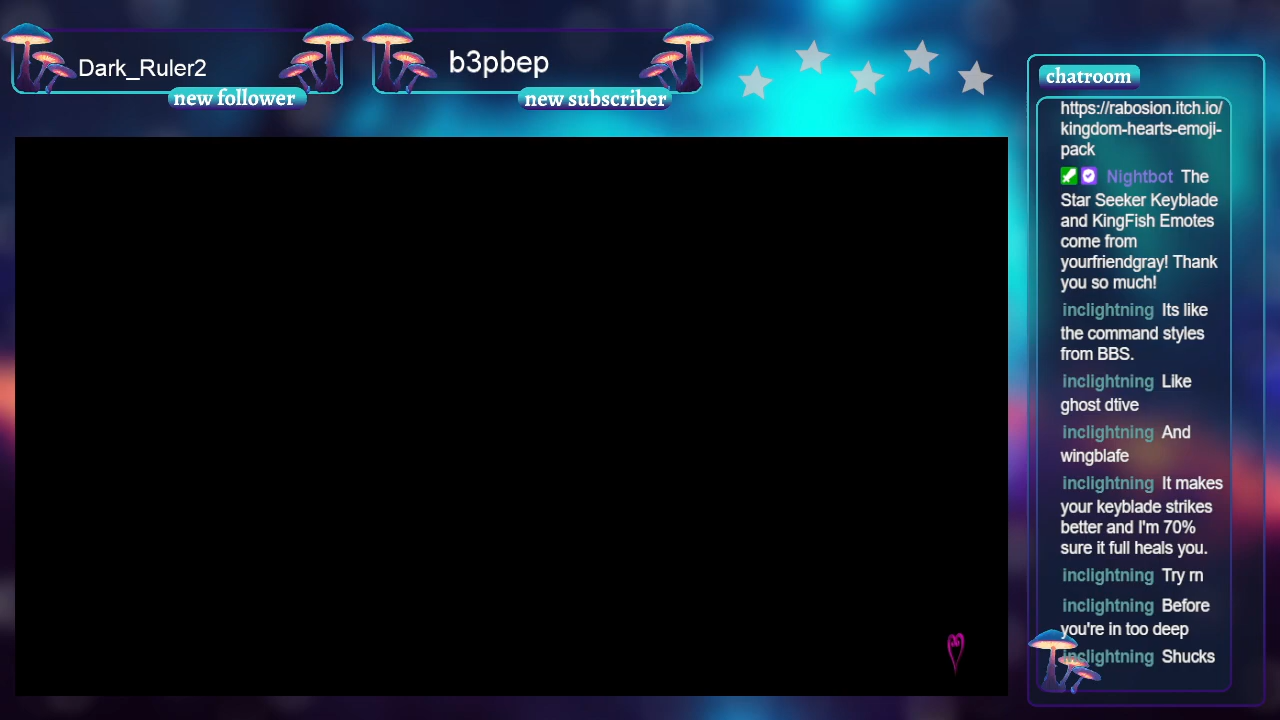 Dark_Ruler2
new follower
b3pbep
new subscriber
chatroom
https://rabosion.itch.io/
kingdom-hearts-emoji-
pack
Nightbot The
Star Seeker Keyblade
and KingFish Emotes
come from
yourfriendgray! Thank
you so much!
inclightning Its like
the command styles
from BBS.
inclightning Like
ghost dtive
inclightning And
wingblafe
inclightning It makes
your keyblade strikes
better and I'm 70%
sure it full heals you.
inclightning Try rn
inclightning Before
you're in too deep
inclightning Shucks